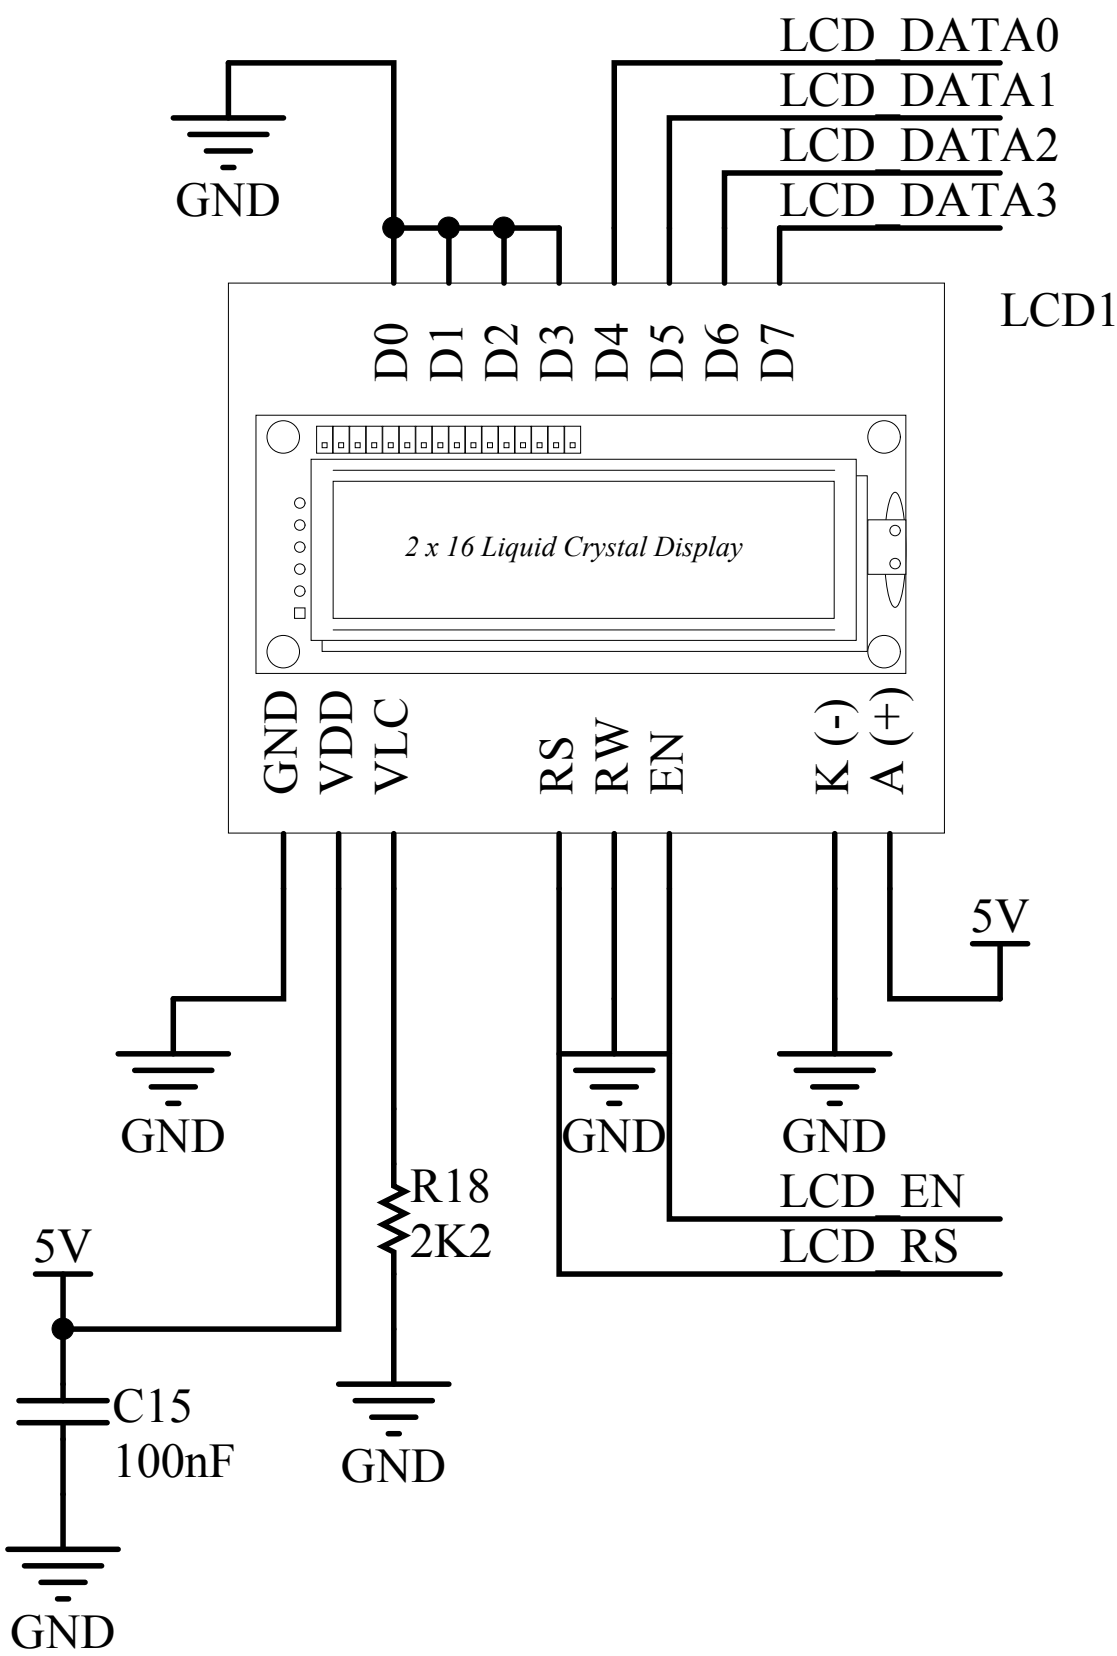 LCD_DATA0
LCD_DATA1
LCD_DATA2
LCD_DATA3
GND
LCD1
D0
D1
D2
D3
D4
D5
D6
D7
2 x 16 Liquid Crystal Display
GND
VDD
VLC
RS
RW
EN
K (-)
A (+)
5V
GND
GND
GND
R18
2K2
LCD_EN
LCD_RS
5V
C15
100nF
GND
GND